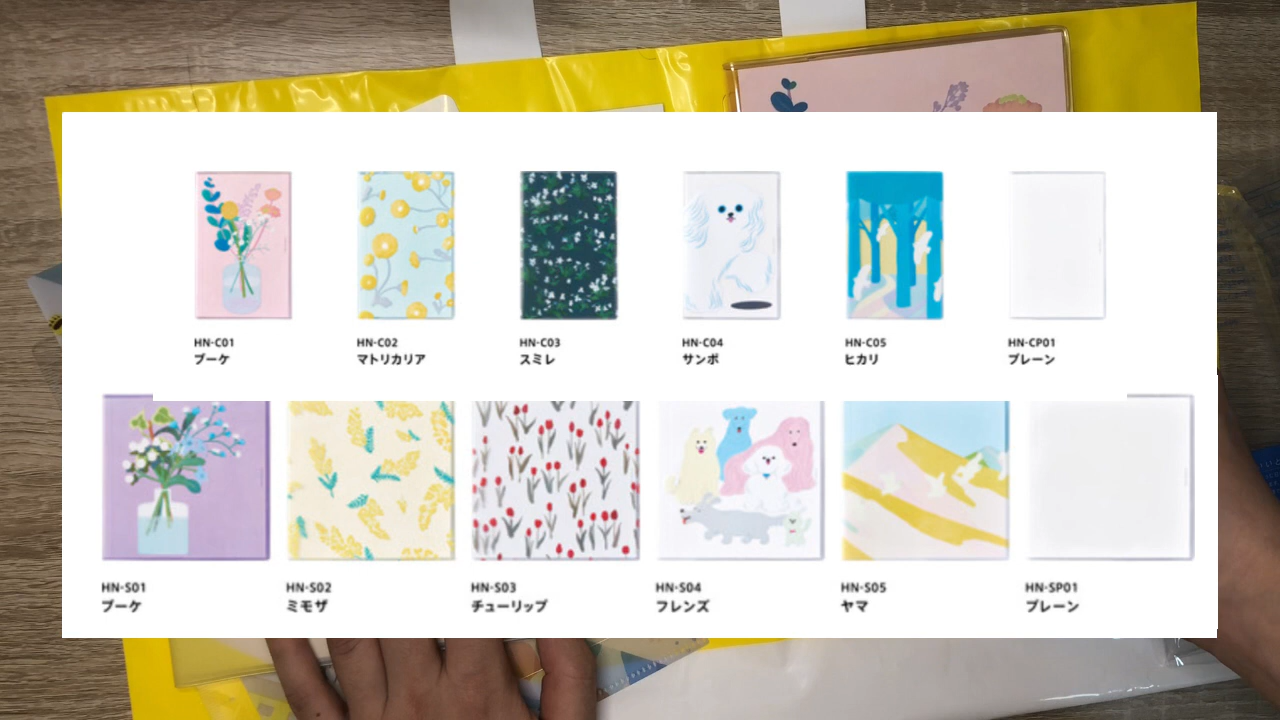 HN-C01
ブーケ
HN-C02
マトリカリア
HN-C03
スミレ
HN-C04
サンポ
HN-C05
ヒカリ
HN-CP01
プレーン
HN-S01
ブーケ
HN-S02
ミモザ
HN-S03
チューリップ
HN-S04
フレンズ
HN-S05
ヤマ
HN-SP01
プレーン